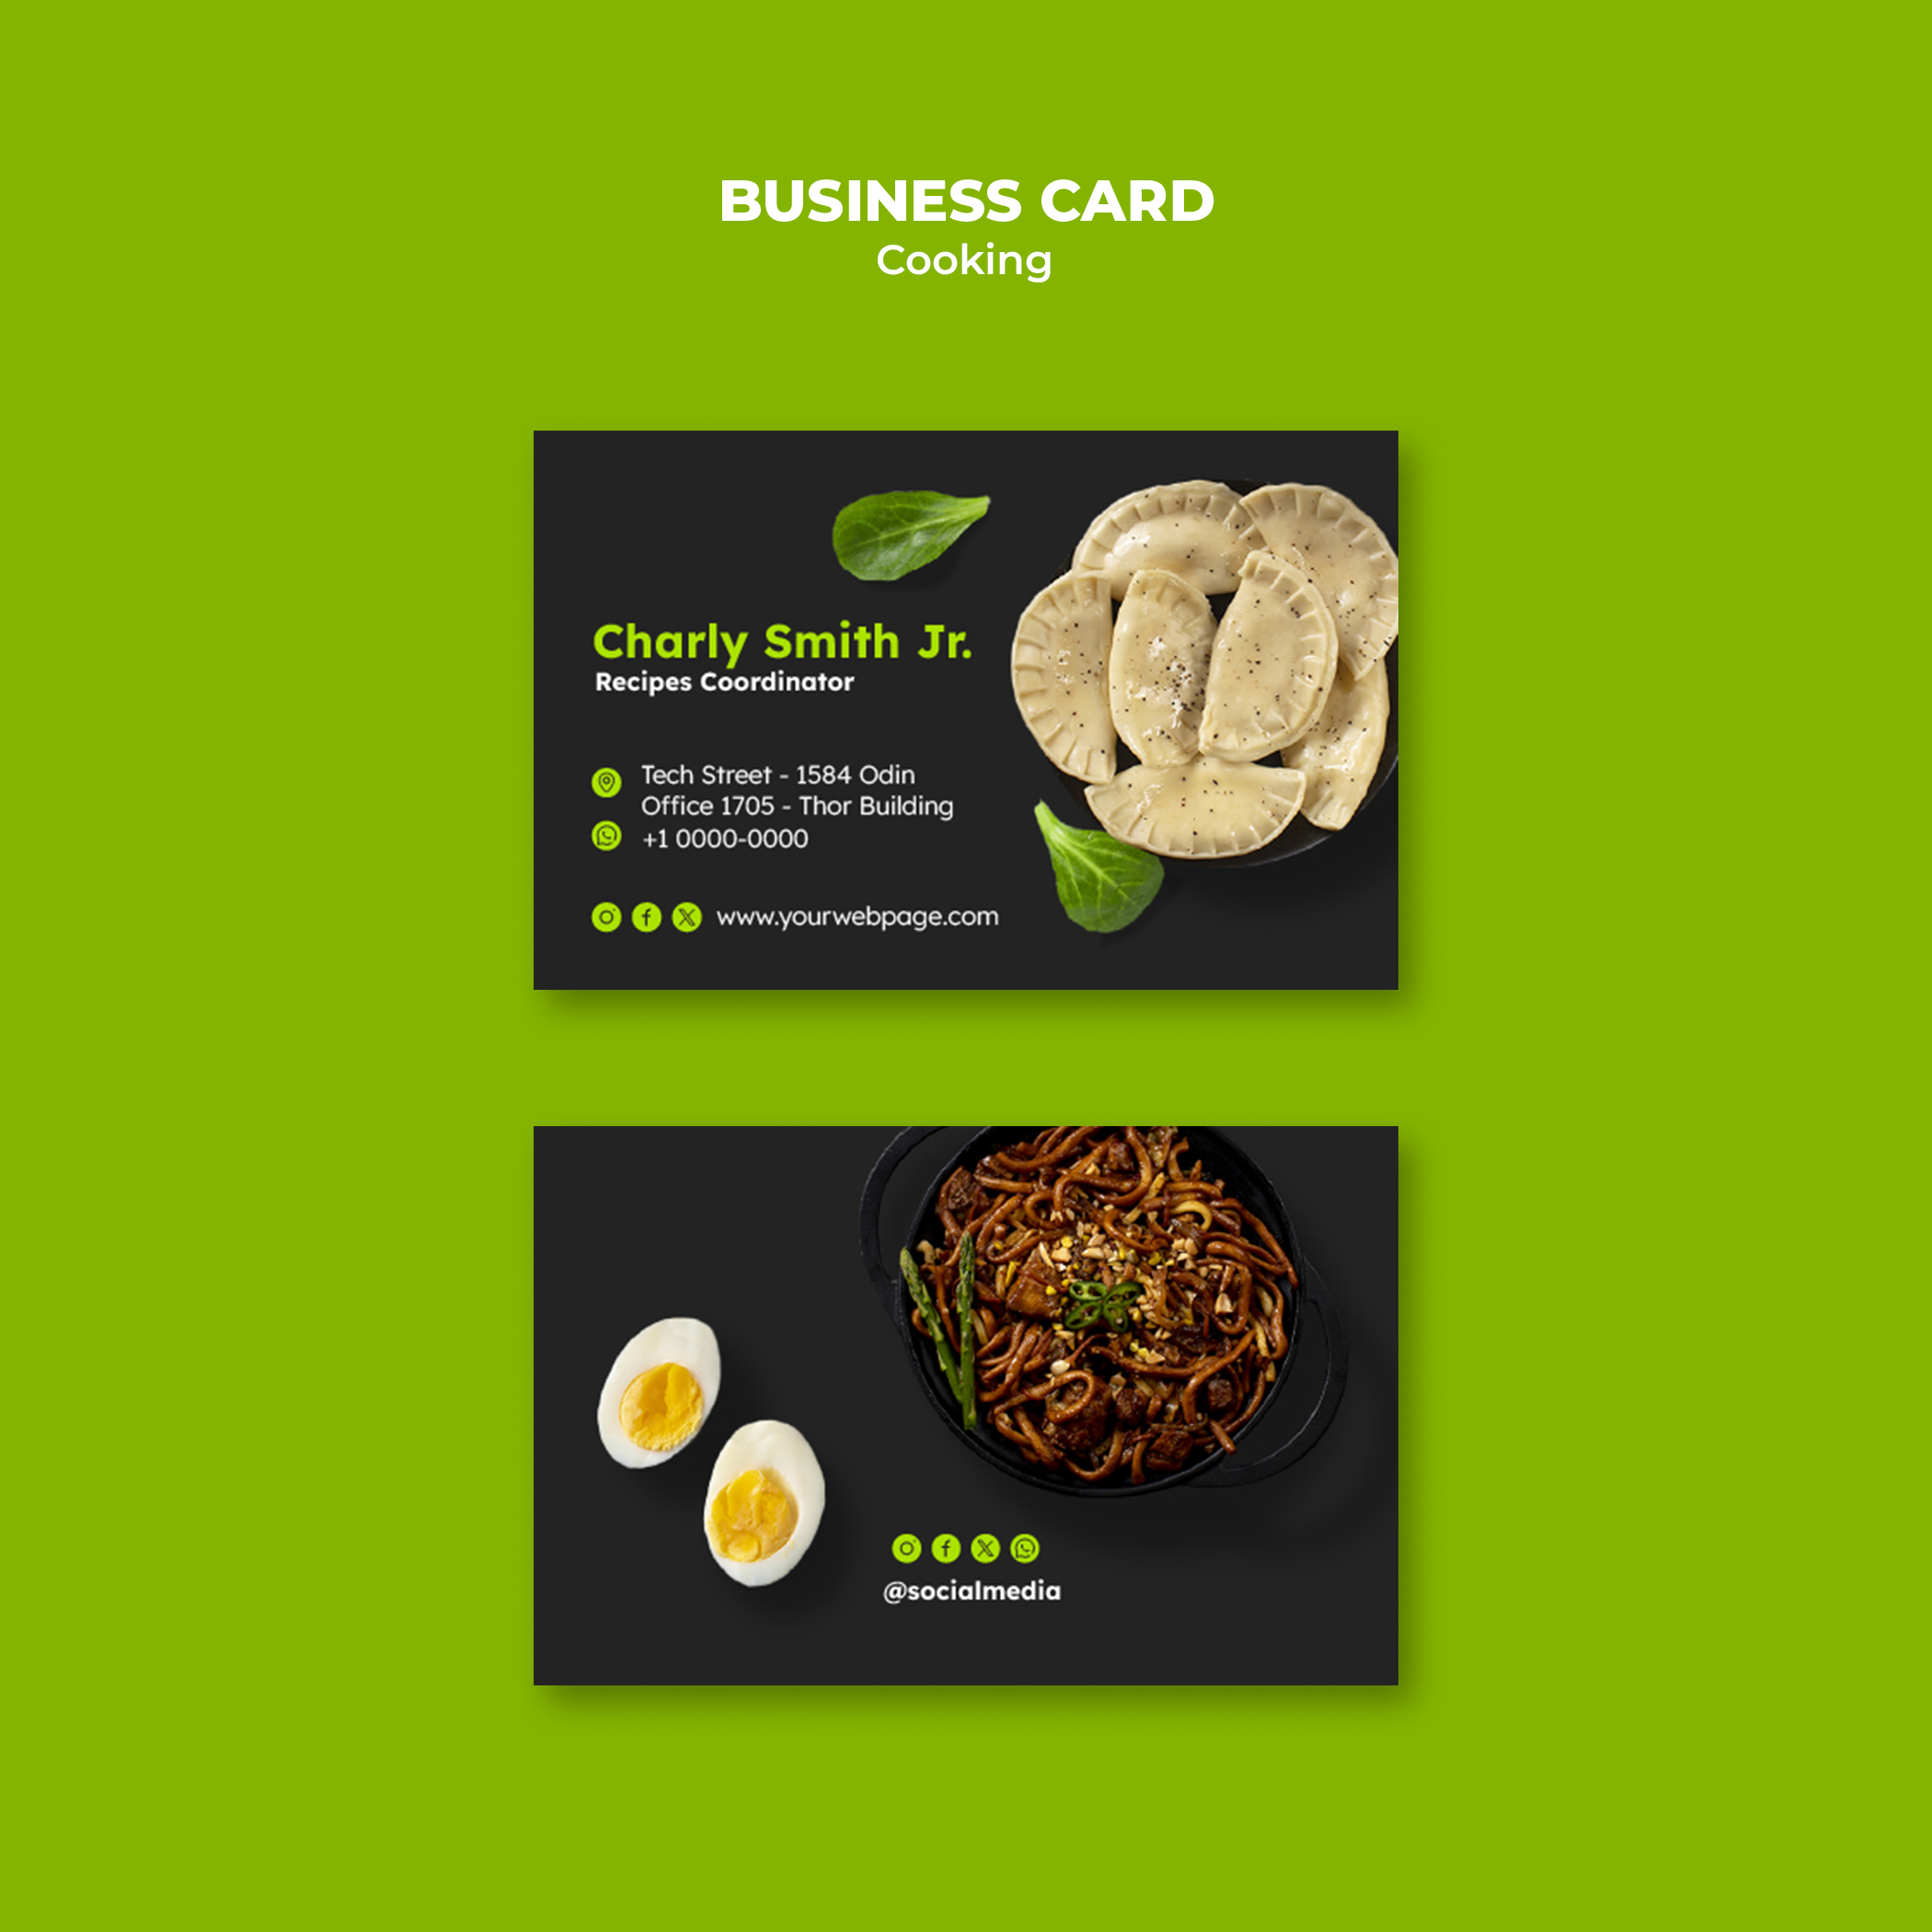 BUSINESS CARD
Cooking
Charly Smith Jr.
Recipes Coordinator
Tech Street - 1584 Odin
Office 1705 - Thor Building
+1 0000-0000
www.yourwebpage.com
@socialmedia